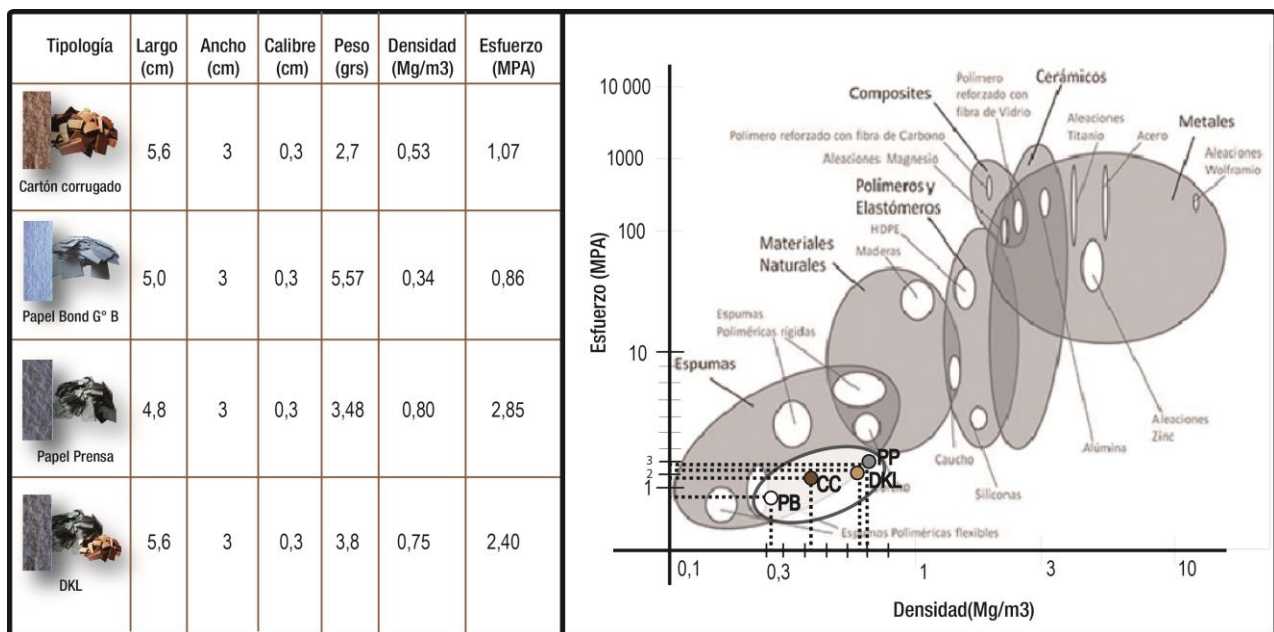 Tipología
Largo
(cm)
Ancho
(cm)
Calibre
(cm)
Peso
(grs)
Densidad
(Mg/m3)
Esfuerzo
(MPA)
Cartón corrugado
5,6
3
0,3
2,7
0,53
1,07
Papel Bond G° B
5,0
3
0,3
5,57
0,34
0,86
Papel Prensa
4,8
3
0,3
3,48
0,80
2,85
DKL
5,6
3
0,3
3,8
0,75
2,40
Esfuerzo (MPA)
10 000
1000
100
10
3
2
1
Composites
Polímero
reforzado con
fibra de Vidrio
Cerámicos
Polímero reforzado con fibra de Carbono
Aleaciones Magnesio
Aleaciones
Titanio
Acero
Metales
Aleaciones
Wolframio
Polímeros y
Elastómeros
HDPE
Materiales
Naturales
Maderas
Espumas
Poliméricas rígidas
Espumas
Caucho
Siliconas
Alúmina
Aleaciones
Zinc
PP
DKL
CC
PB
Espumas Poliméricas flexibles
0,1
0,3
1
3
10
Densidad(Mg/m3)